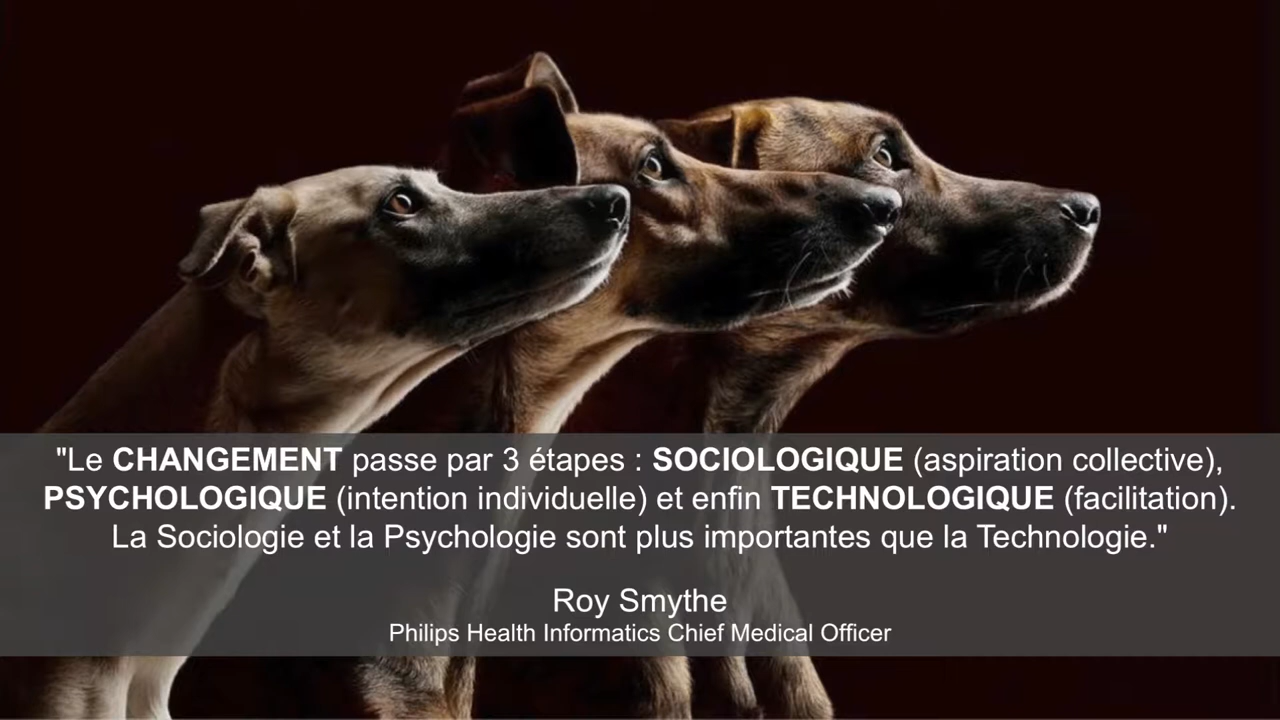 "Le CHANGEMENT passe par 3 étapes : SOCIOLOGIQUE (aspiration collective),
PSYCHOLOGIQUE (intention individuelle) et enfin TECHNOLOGIQUE (facilitation).
La Sociologie et la Psychologie sont plus importantes que la Technologie."
Roy Smythe
Philips Health Informatics Chief Medical Officer